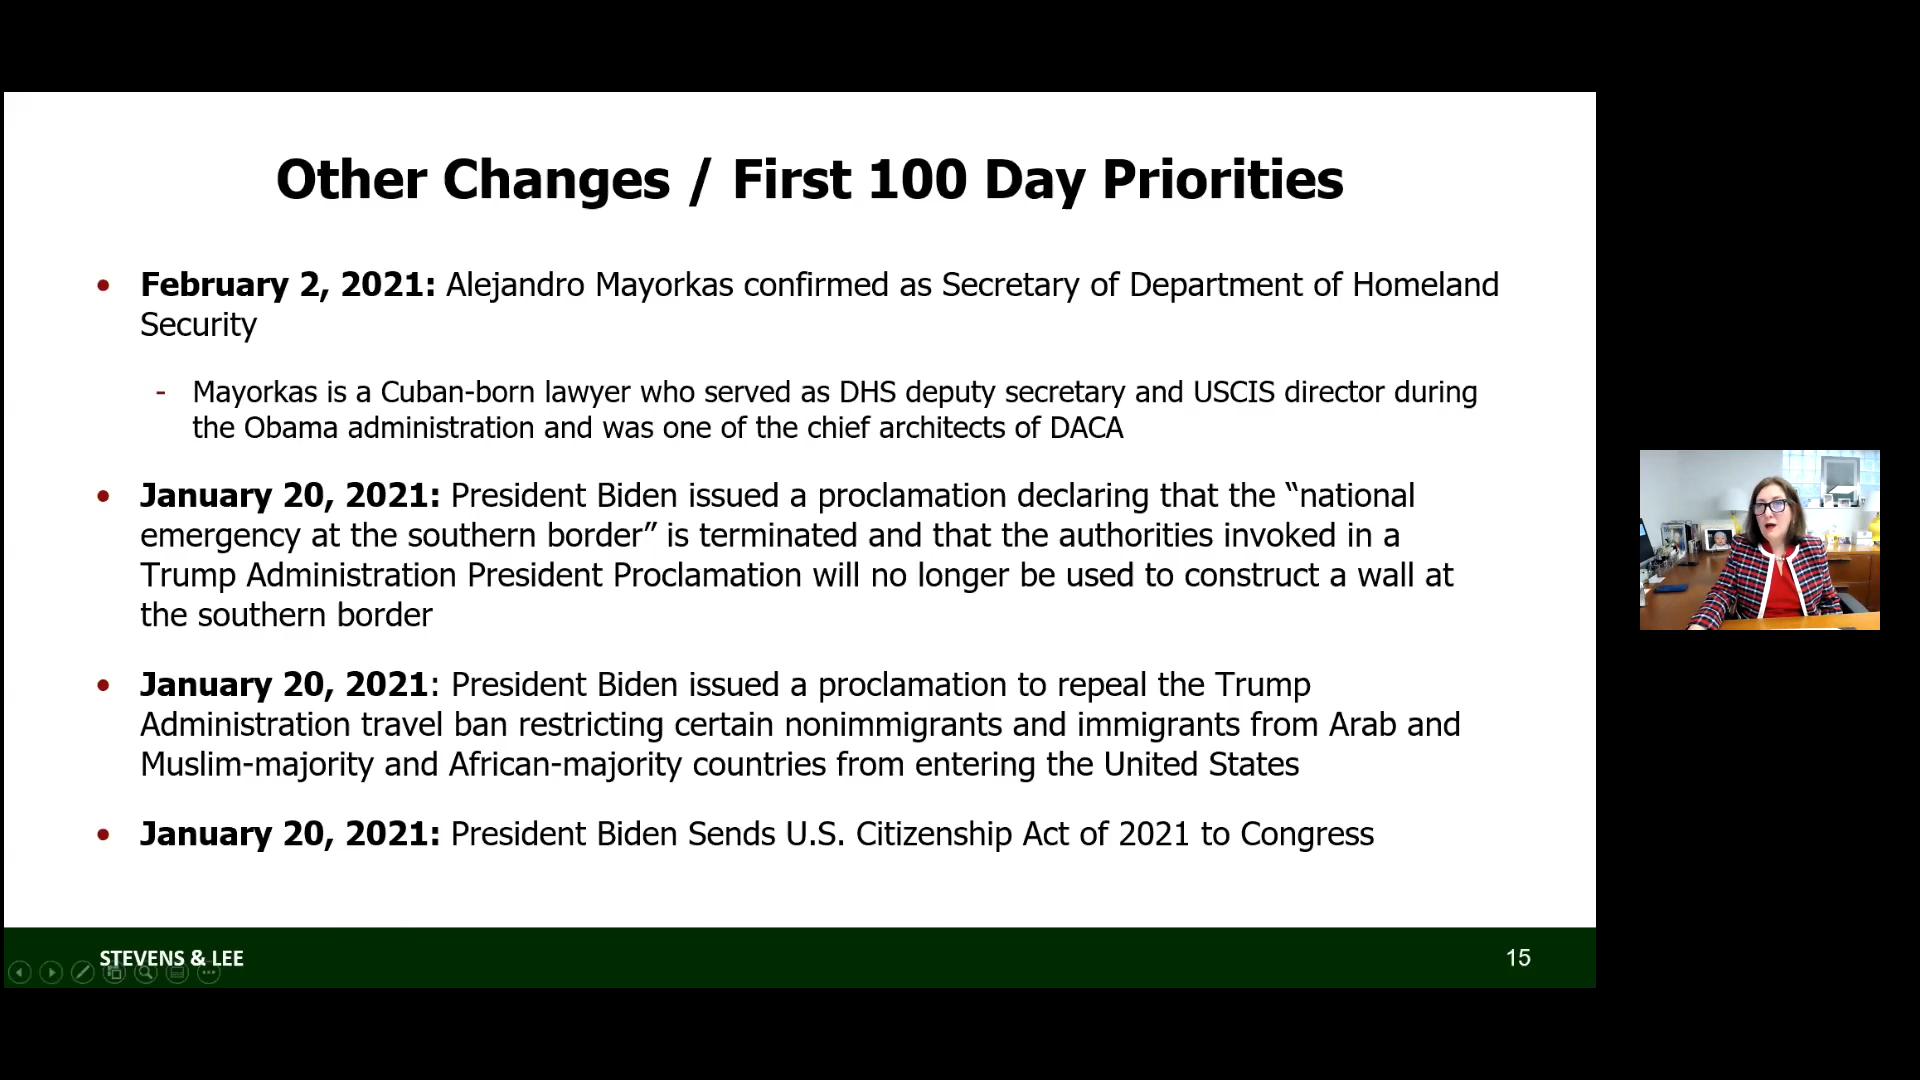 Other Changes / First 100 Day Priorities
• February 2, 2021: Alejandro Mayorkas confirmed as Secretary of Department of Homeland
Security
- Mayorkas is a Cuban-born lawyer who served as DHS deputy secretary and USCIS director during
the Obama administration and was one of the chief architects of DACA
• January 20, 2021: President Biden issued a proclamation declaring that the “national
emergency at the southern border” is terminated and that the authorities invoked in a
Trump Administration President Proclamation will no longer be used to construct a wall at
the southern border
• January 20, 2021: President Biden issued a proclamation to repeal the Trump
Administration travel ban restricting certain nonimmigrants and immigrants from Arab and
Muslim-majority and African-majority countries from entering the United States
• January 20, 2021: President Biden Sends U.S. Citizenship Act of 2021 to Congress
STEVENS & LEE
15